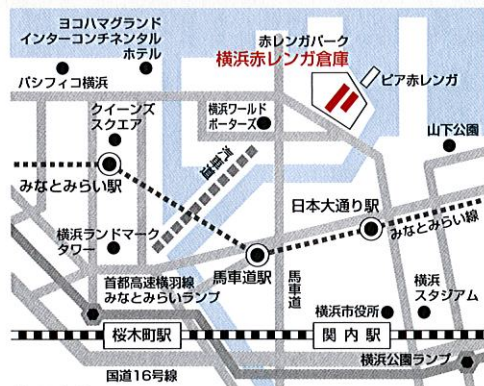 ヨコハマグランド
インターコンチネンタル
ホテル
パシフィコ横浜
赤レンガパーク
横浜赤レンガ倉庫
ピア赤レンガ
クイーンズ
スクエア
横浜ワールド
ポーターズ
山下公園
汽車道
みなとみらい駅
日本大通り駅
みなとみらい線
横浜ランドマーク
タワー
馬車道駅
馬車道
首都高速横羽線
みなとみらいランプ
横浜市役所
横浜
スタジアム
桜木町駅
関内駅
横浜公園ランプ
国道16号線